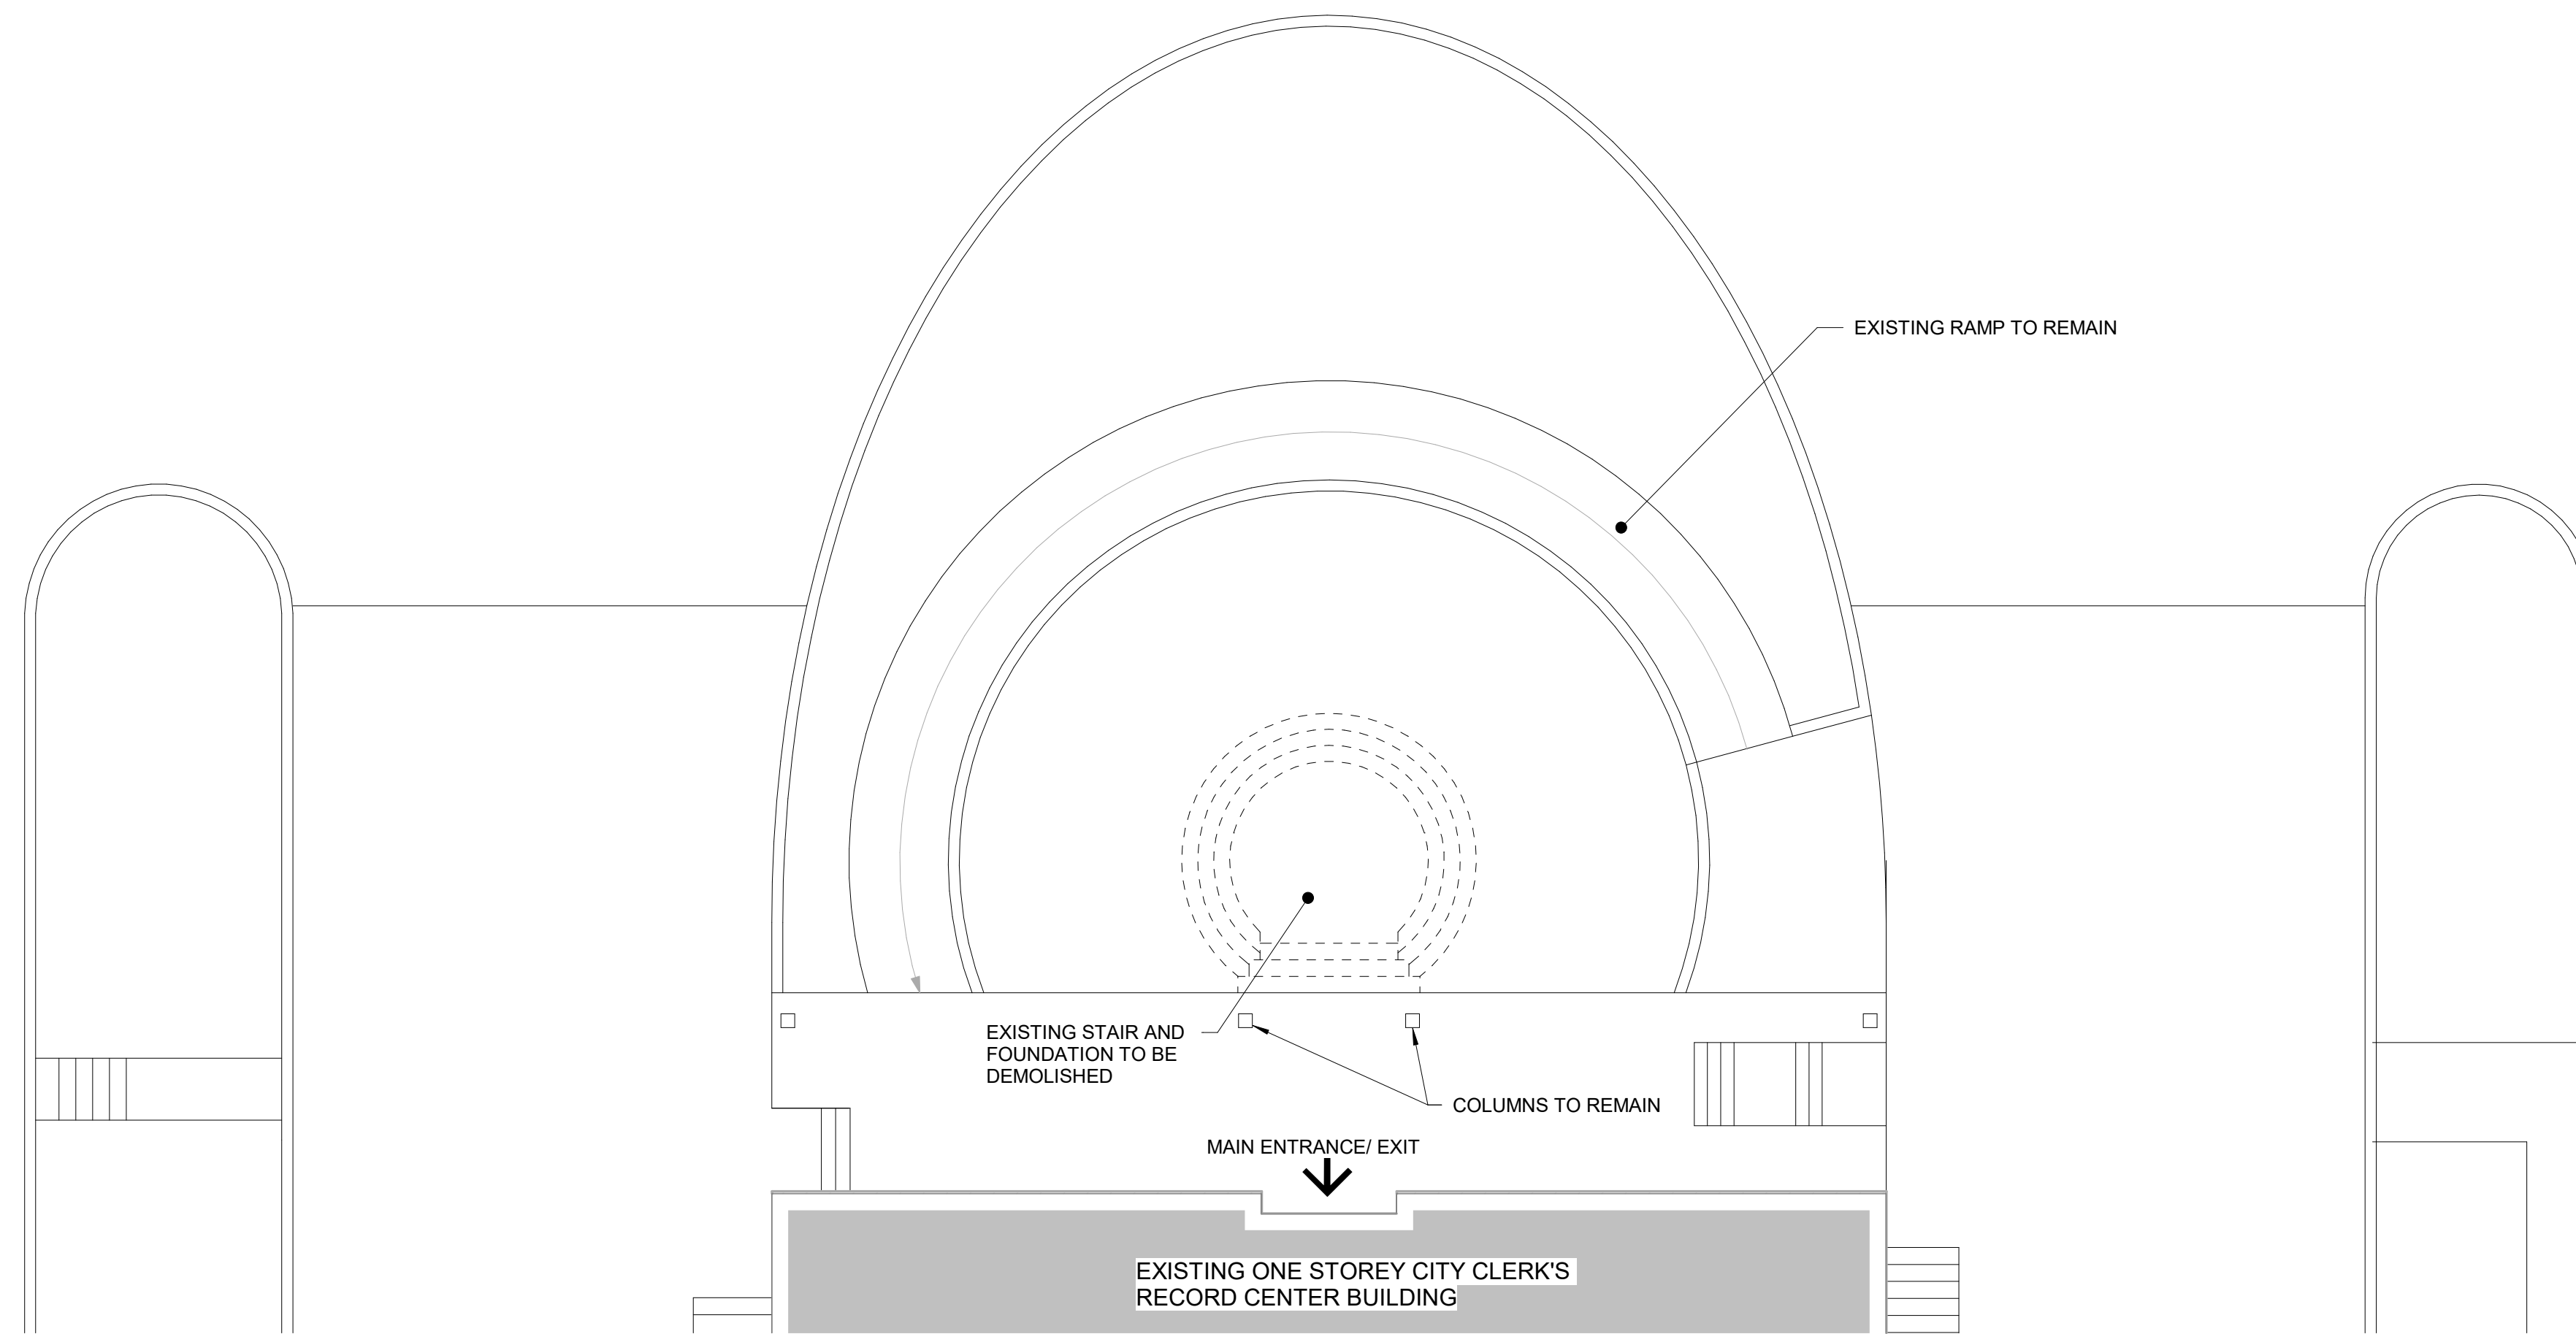 EXISTING RAMP TO REMAIN
EXISTING STAIR AND
FOUNDATION TO BE
DEMOLISHED
COLUMNS TO REMAIN
MAIN ENTRANCE/ EXIT
EXISTING ONE STOREY CITY CLERK'S
RECORD CENTER BUILDING